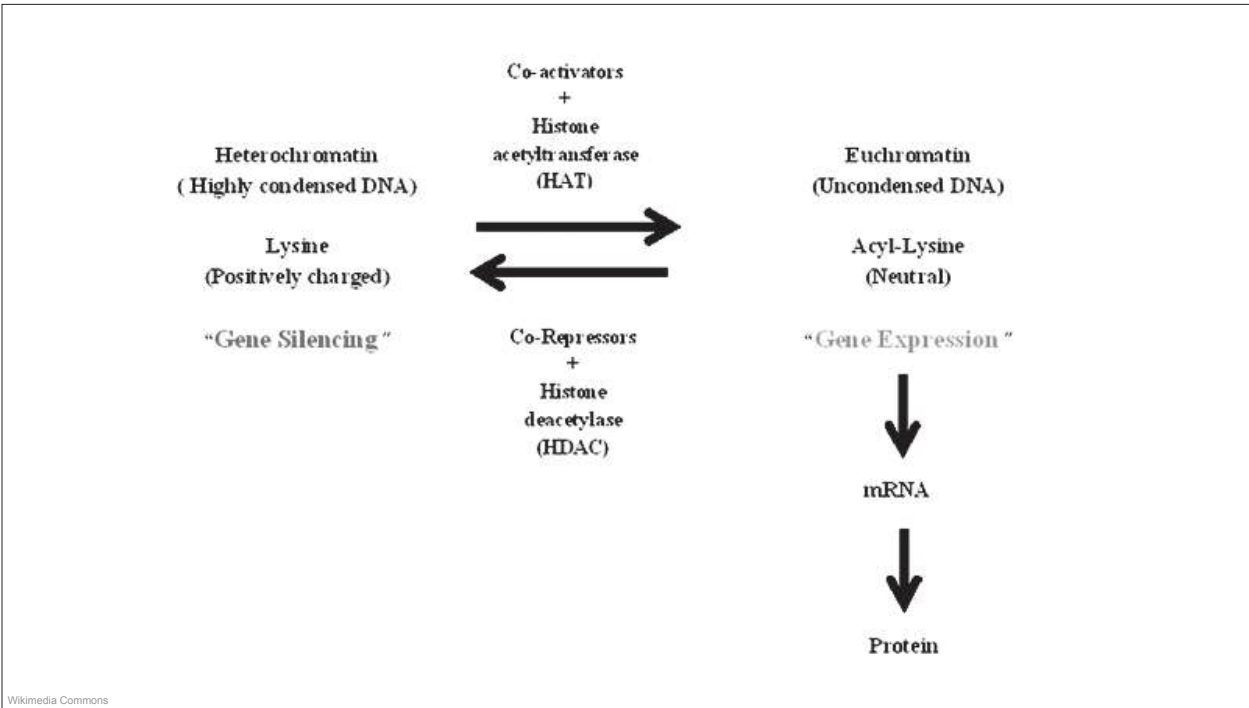 Co-activators
+
Histone
acetyltransferase
(HAT)
Heterochromatin
( Highly condensed DNA)
Lysine
(Positively charged)
“Gene Silencing ”
Euchromatin
(Uncondensed DNA)
Acyl-Lysine
(Neutral)
“Gene Expression ”
Co-Repressors
+
Histone
deacetylase
(HDAC)
mRNA
Protein
Wikimedia Commons